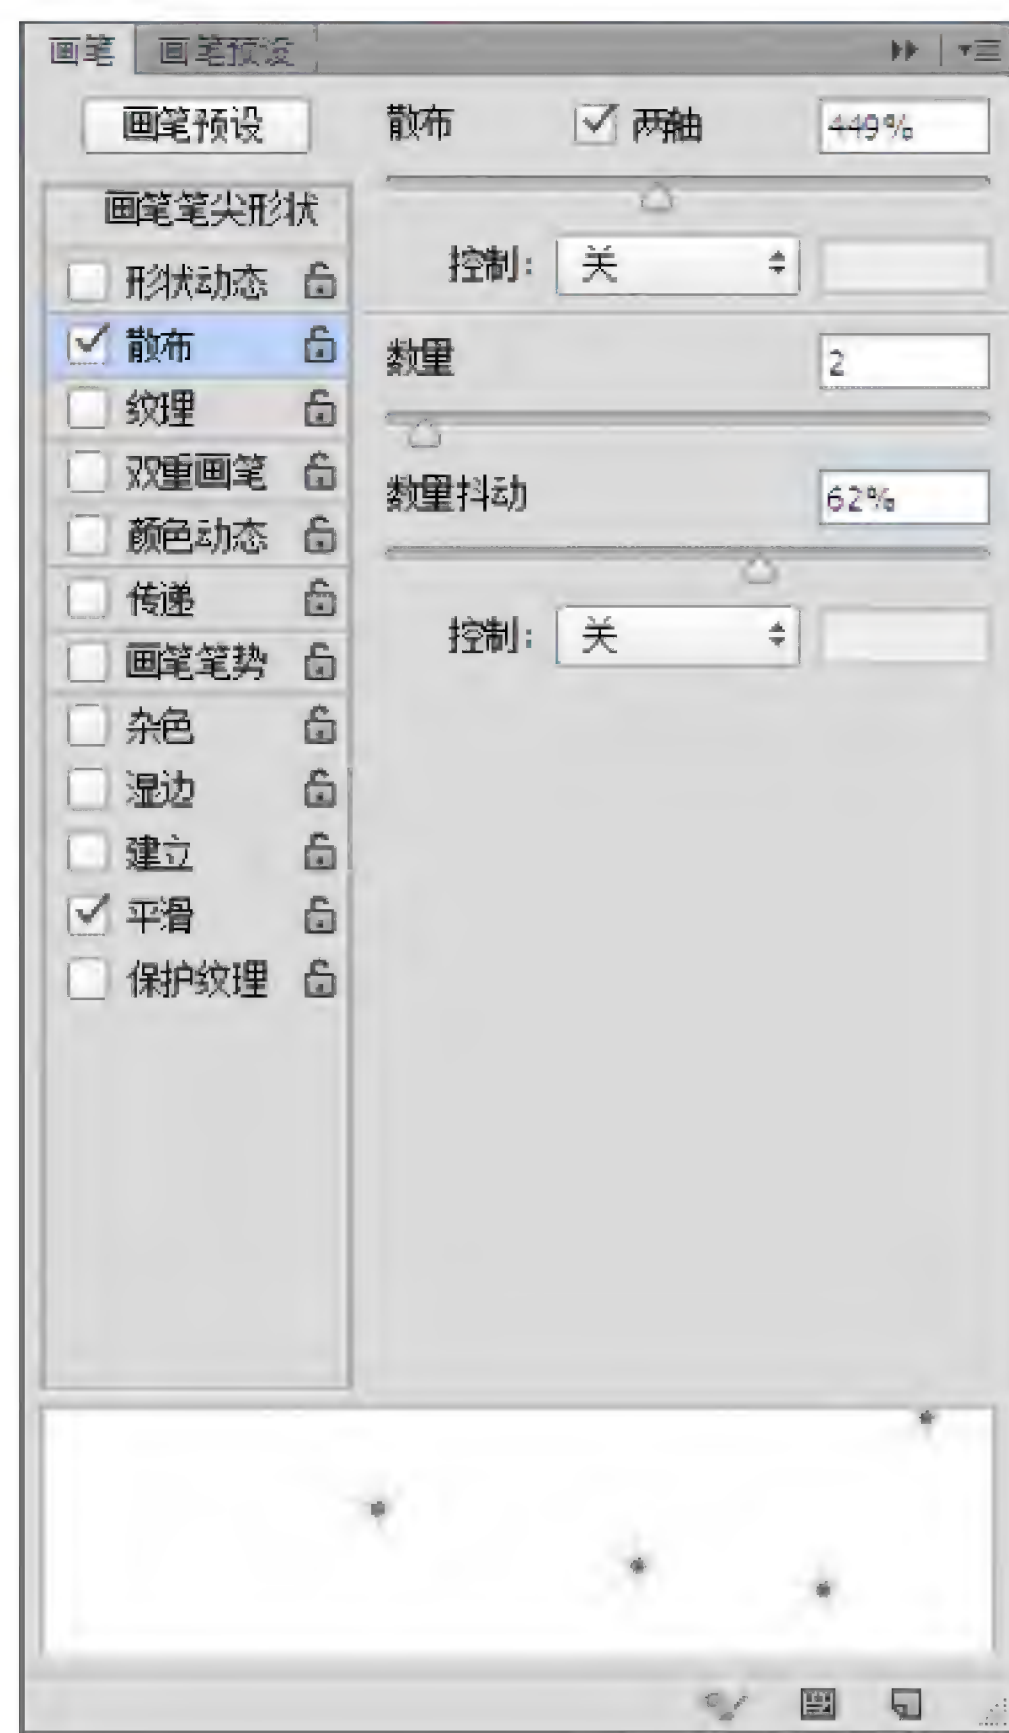 画笔 画笔预设
画笔预设 散布 两轴 449%
画笔笔尖形状
控制: 关
形状动态
散布
数量 2
纹理
双重画笔
数量抖动 62%
颜色动态
传递
控制: 关
画笔笔势
杂色
湿边
建立
平滑
保护纹理